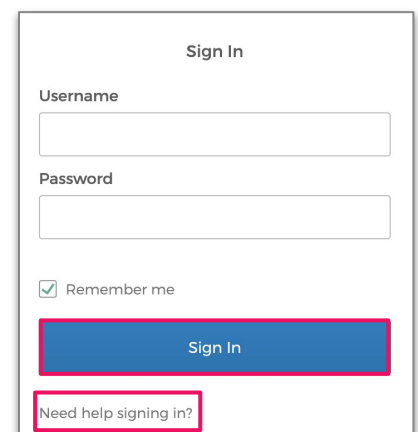 Sign In
Username
Password
Remember me
Sign In
Need help signing in?